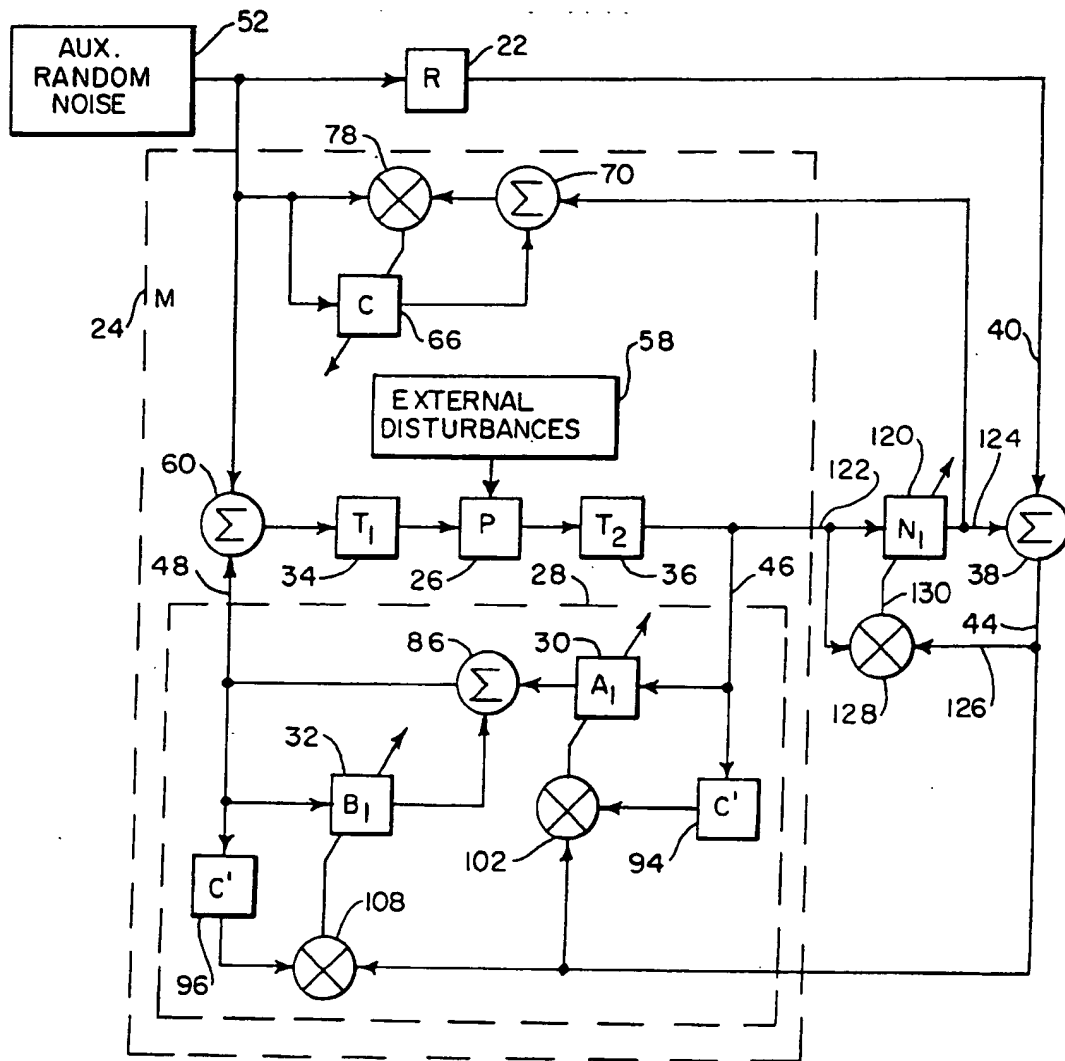 52
AUX.
RANDOM
NOISE
22
R
78
70
Σ
24
M
C
66
40
58
EXTERNAL
DISTURBANCES
60
Σ
T1
34
P
26
T2
36
122
120
N1
124
Σ
38
48
28
46
130
44
86
Σ
30
A1
128
126
32
B1
102
C'
94
C'
96
108